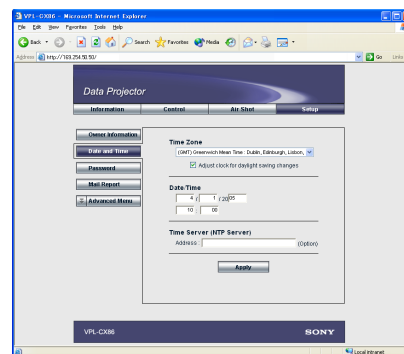 VPL-CX86 - Microsoft Internet Explorer
File Edit View Favorites Tools Help
Back Search Favorites Media
Address http://169.254.50.50/ Go Links
Data Projector
Information Control Air Shot Setup
Owner Information
Date and Time
Password
Mail Report
Advanced Menu
Time Zone
(GMT) Greenwich Mean Time : Dublin, Edinburgh, Lisbon,
Adjust clock for daylight saving changes
Date/Time
4 / 1 / 2005
10 : 00
Time Server (NTP Server)
Address : (Option)
Apply
VPL-CX86 SONY
Local intranet